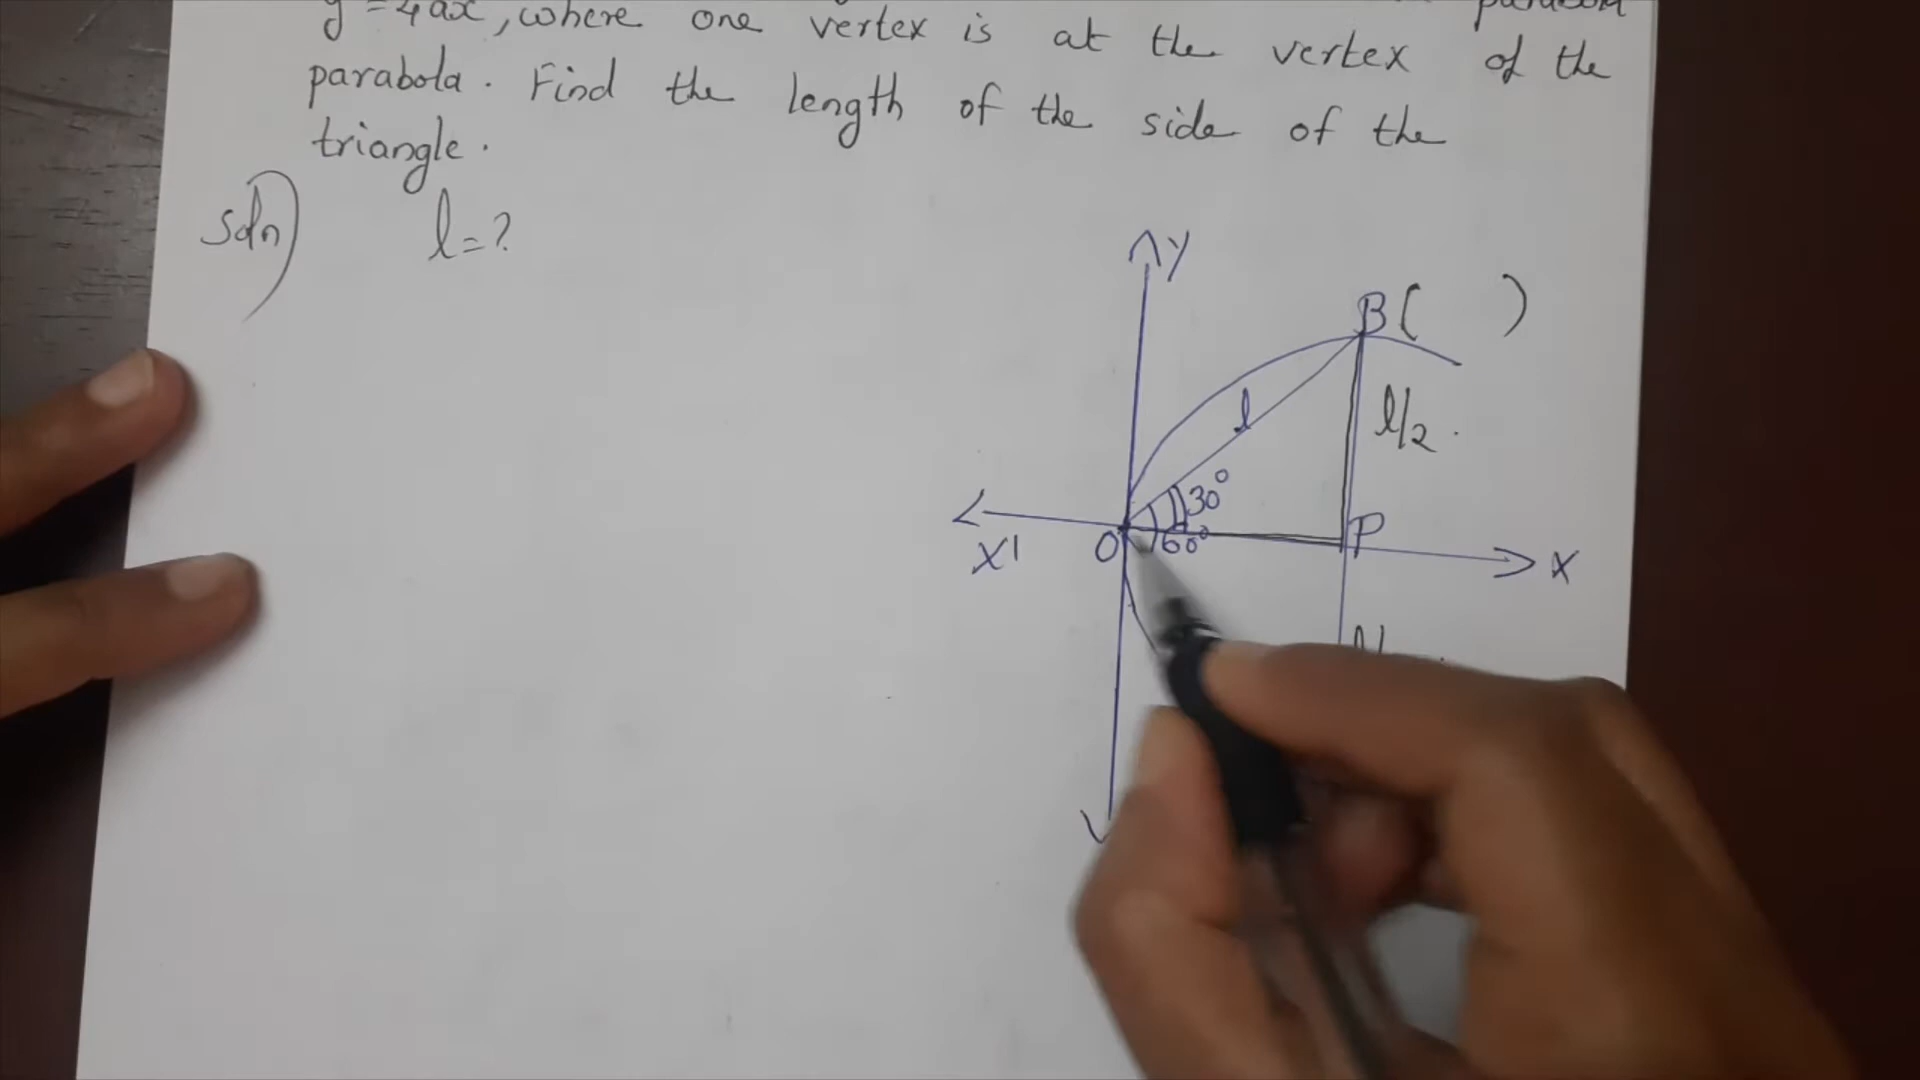 y = 4ax, where one vertex is at the vertex of the
parabola. Find the length of the side of the
triangle.
Soln) l = ?
Y
B ( )
l
l/2
30°
60°
X' O P X